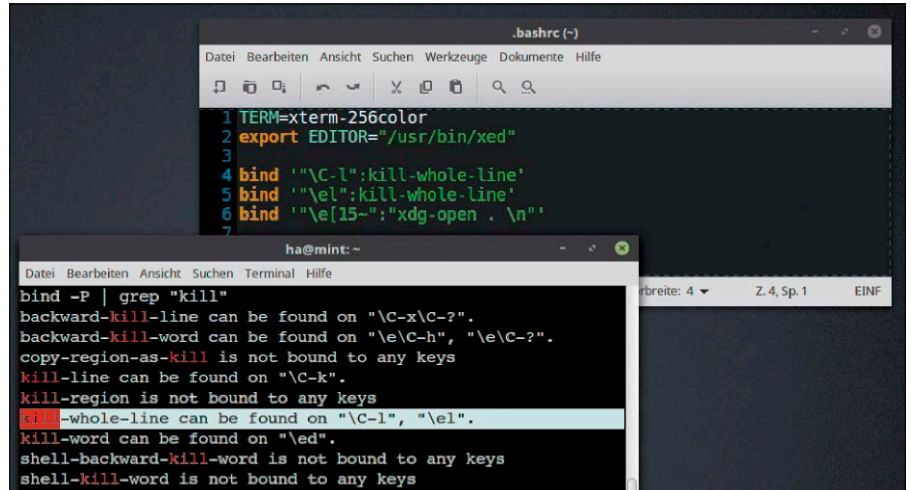 .bashrc (~)
Datei Bearbeiten Ansicht Suchen Werkzeuge Dokumente Hilfe
1 TERM=xterm-256color
2 export EDITOR="/usr/bin/xed"
3
4 bind '"\C-l":kill-whole-line'
5 bind '"\el":kill-whole-line'
6 bind '"\e[15~":"xdg-open . \n"'
7
rbreite: 4 Z. 4, Sp. 1 EINF
ha@mint: ~
Datei Bearbeiten Ansicht Suchen Terminal Hilfe
bind -P | grep "kill"
backward-kill-line can be found on "\C-x\C-?".
backward-kill-word can be found on "\e\C-h", "\e\C-?".
copy-region-as-kill is not bound to any keys
kill-line can be found on "\C-k".
kill-region is not bound to any keys
kill-whole-line can be found on "\C-l", "\el".
kill-word can be found on "\ed".
shell-backward-kill-word is not bound to any keys
shell-kill-word is not bound to any keys